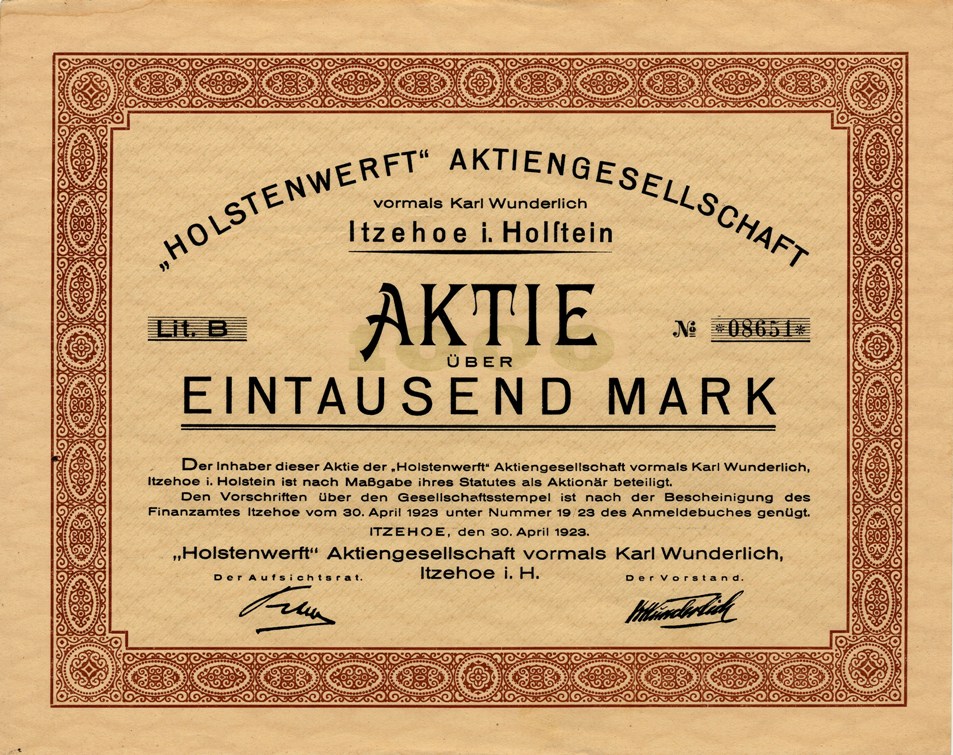 „HOLSTENWERFT“ AKTIENGESELLSCHAFT
vormals Karl Wunderlich
Itzehoe i. Holſtein
AKTIE
Lit. B
№ *08651*
1000
ÜBER
EINTAUSEND MARK
Der Inhaber dieser Aktie der „Holstenwerft“ Aktiengesellschaft vormals Karl Wunderlich,
Itzehoe i. Holstein ist nach Maßgabe ihres Statutes als Aktionär beteiligt.
Den Vorschriften über den Gesellschaftsstempel ist nach der Bescheinigung des
Finanzamtes Itzehoe vom 30. April 1923 unter Nummer 19/23 des Anmeldebuches genügt.
ITZEHOE, den 30. April 1923.
„Holstenwerft“ Aktiengesellschaft vormals Karl Wunderlich,
Itzehoe i. H.
Der Aufsichtsrat.
Der Vorstand.
Wunderlich